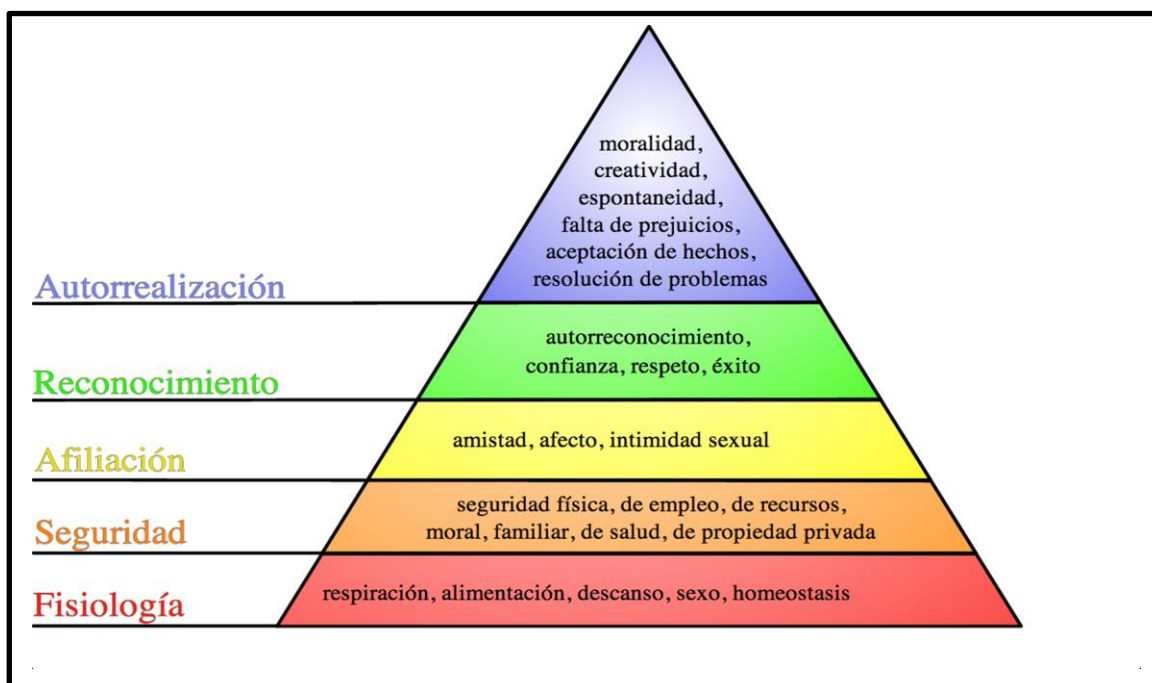 moralidad,
creatividad,
espontaneidad,
falta de prejuicios,
aceptación de hechos,
resolución de problemas
Autorrealización
autorreconocimiento,
confianza, respeto, éxito
Reconocimiento
amistad, afecto, intimidad sexual
Afiliación
seguridad física, de empleo, de recursos,
moral, familiar, de salud, de propiedad privada
Seguridad
respiración, alimentación, descanso, sexo, homeostasis
Fisiología